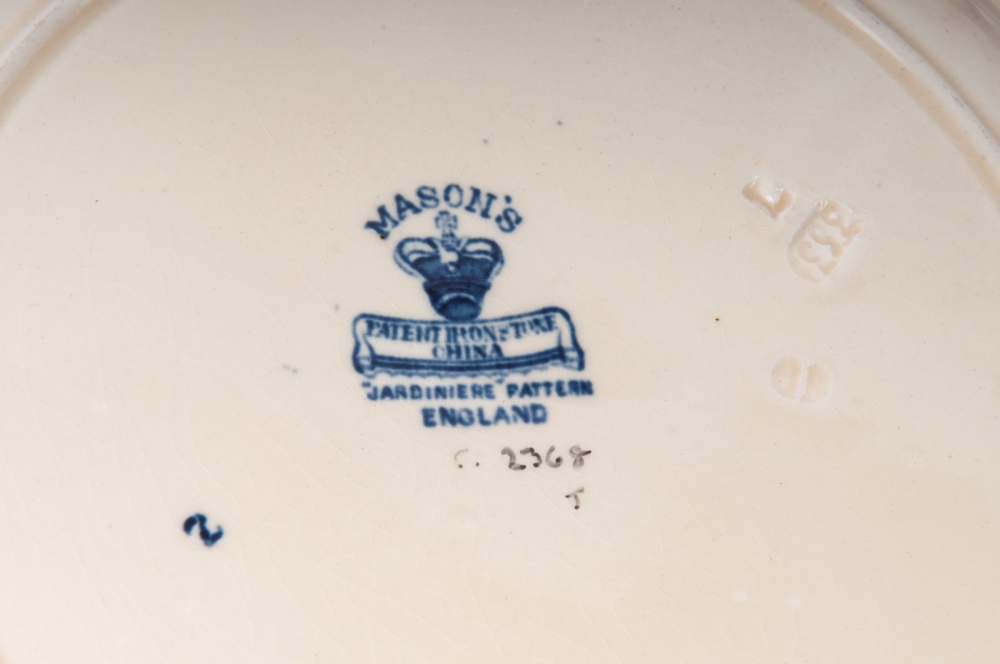 MASON'S
PATENT IRONSTONE
CHINA
"JARDINIERE" PATTERN
ENGLAND
C. 2368
J
2